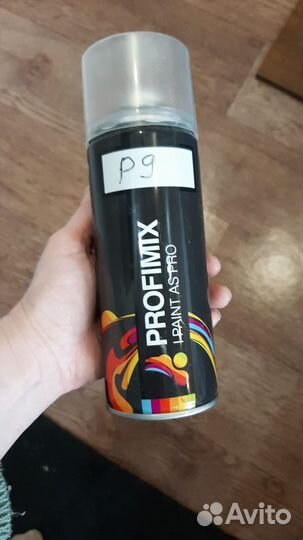 P9
PROFIMIX
I PAINT AS PRO
Avito